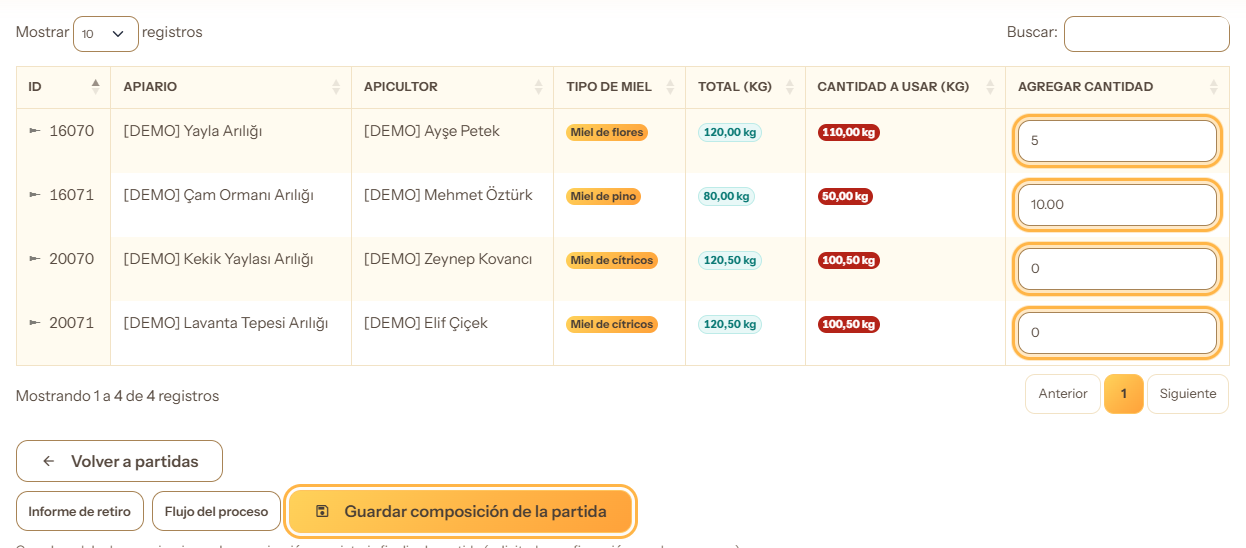 Mostrar 10 registros Buscar:
ID APIARIO APICULTOR TIPO DE MIEL TOTAL (KG) CANTIDAD A USAR (KG) AGREGAR CANTIDAD
16070 [DEMO] Yayla Arılığı [DEMO] Ayşe Petek Miel de flores 120,00 kg 110,00 kg 5
16071 [DEMO] Çam Ormanı Arılığı [DEMO] Mehmet Öztürk Miel de pino 80,00 kg 50,00 kg 10.00
20070 [DEMO] Kekik Yaylası Arılığı [DEMO] Zeynep Kovancı Miel de cítricos 120,50 kg 100,50 kg 0
20071 [DEMO] Lavanta Tepesi Arılığı [DEMO] Elif Çiçek Miel de cítricos 120,50 kg 100,50 kg 0
Mostrando 1 a 4 de 4 registros Anterior 1 Siguiente
Volver a partidas
Informe de retiro Flujo del proceso Guardar composición de la partida